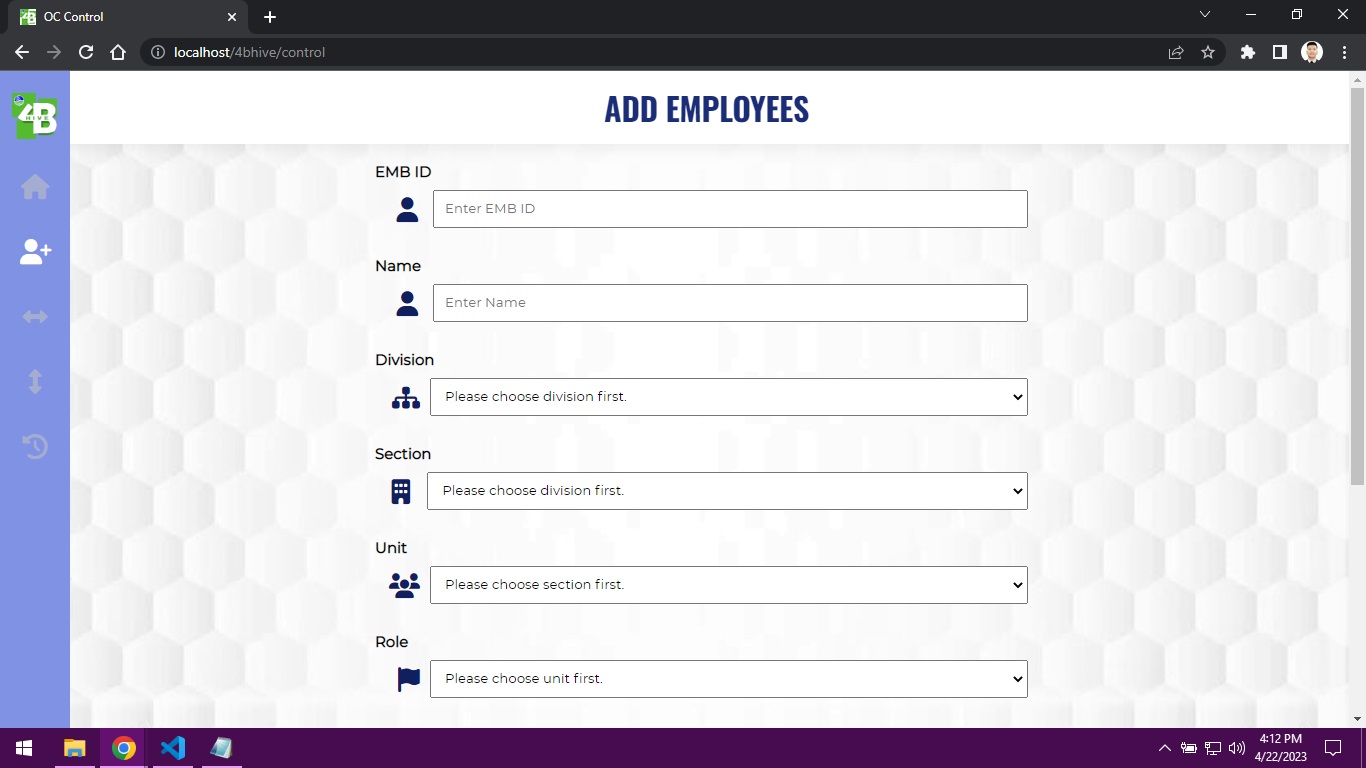 OC Control
localhost/4bhive/control
4B
HIVE
ADD EMPLOYEES
EMB ID
Enter EMB ID
Name
Enter Name
Division
Please choose division first.
Section
Please choose division first.
Unit
Please choose section first.
Role
Please choose unit first.
4:12 PM
4/22/2023